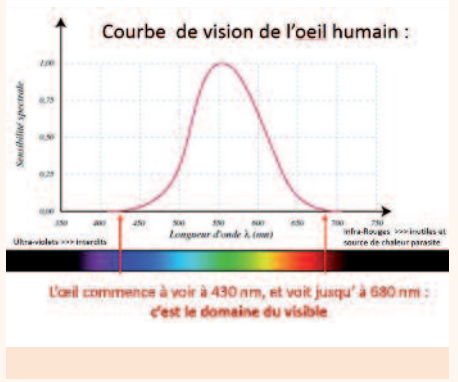 Courbe de vision de l'oeil humain :
Sensibilité spectrale
1,00
0,75
0,50
0,25
0,00
350 400 450 500 550 600 650 700 750
Longueur d'onde λ (nm)
Ultra-violets >>> interdits
Infra-Rouges >>> inutiles et
source de chaleur parasite
L'œil commence à voir à 430 nm, et voit jusqu' à 680 nm :
c'est le domaine du visible